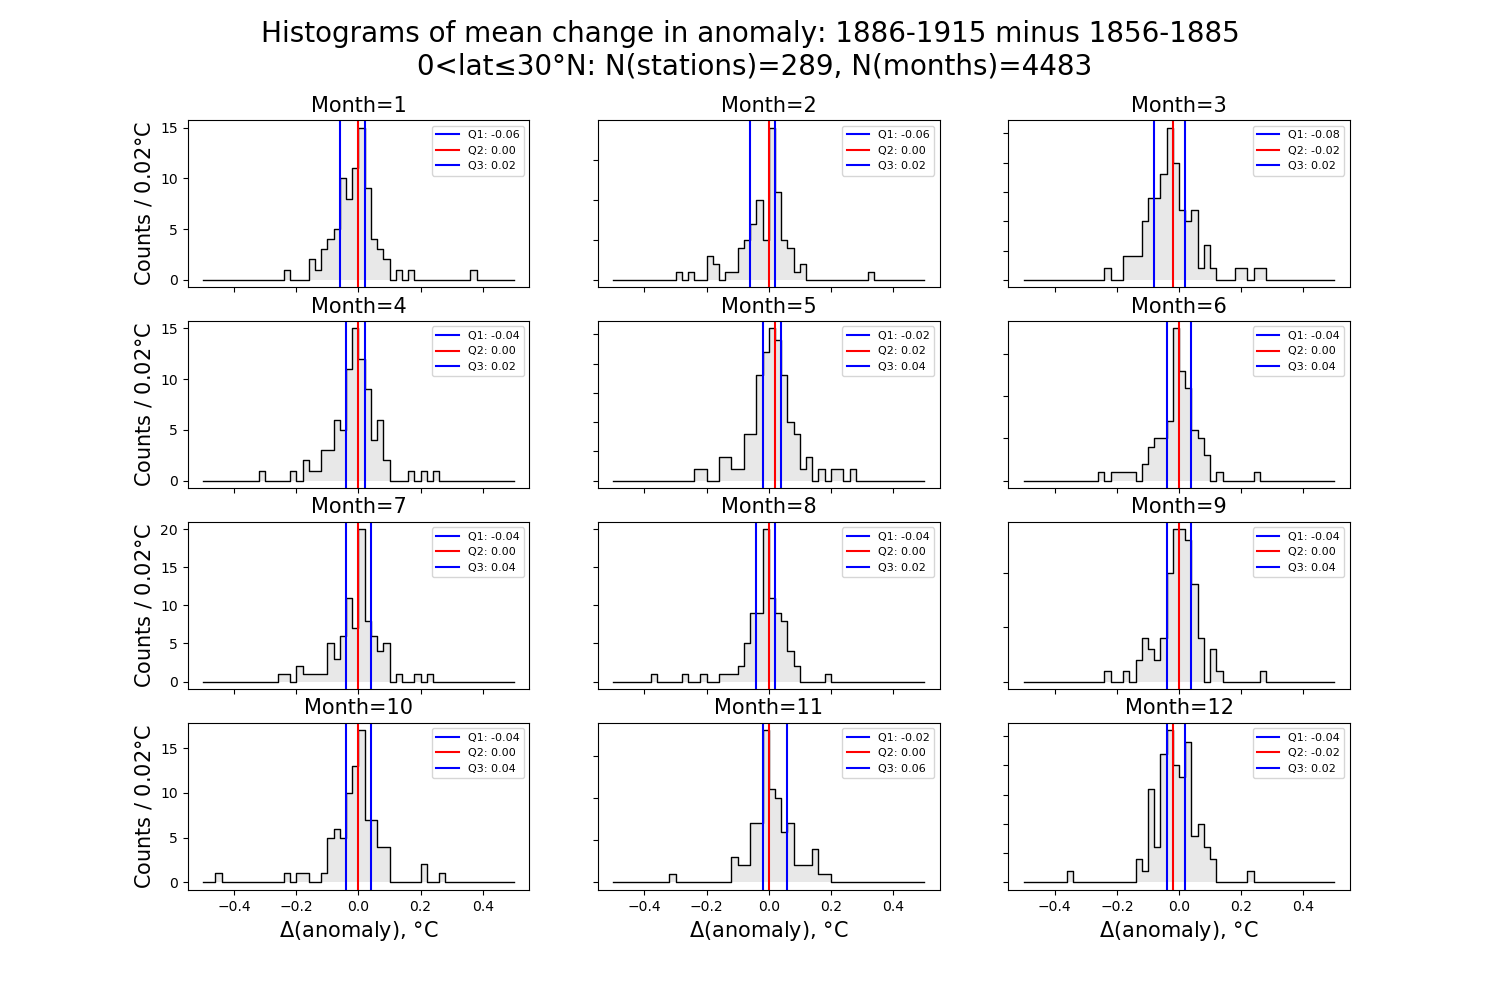 Histograms of mean change in anomaly: 1886-1915 minus 1856-1885
0<lat≤30°N: N(stations)=289, N(months)=4483
Month=1
Counts / 0.02°C
15
10
5
0
Q1: -0.06
Q2: 0.00
Q3: 0.02
Month=2
Q1: -0.06
Q2: 0.00
Q3: 0.02
Month=3
Q1: -0.08
Q2: -0.02
Q3: 0.02
Month=4
Counts / 0.02°C
15
10
5
0
Q1: -0.04
Q2: 0.00
Q3: 0.02
Month=5
Q1: -0.02
Q2: 0.02
Q3: 0.04
Month=6
Q1: -0.04
Q2: 0.00
Q3: 0.04
Month=7
Counts / 0.02°C
20
15
10
5
0
Q1: -0.04
Q2: 0.00
Q3: 0.04
Month=8
Q1: -0.04
Q2: 0.00
Q3: 0.02
Month=9
Q1: -0.04
Q2: 0.00
Q3: 0.04
Month=10
Counts / 0.02°C
15
10
5
0
Q1: -0.04
Q2: 0.00
Q3: 0.04
−0.4 −0.2 0.0 0.2 0.4
Δ(anomaly), °C
Month=11
Q1: -0.02
Q2: 0.00
Q3: 0.06
−0.4 −0.2 0.0 0.2 0.4
Δ(anomaly), °C
Month=12
Q1: -0.04
Q2: -0.02
Q3: 0.02
−0.4 −0.2 0.0 0.2 0.4
Δ(anomaly), °C